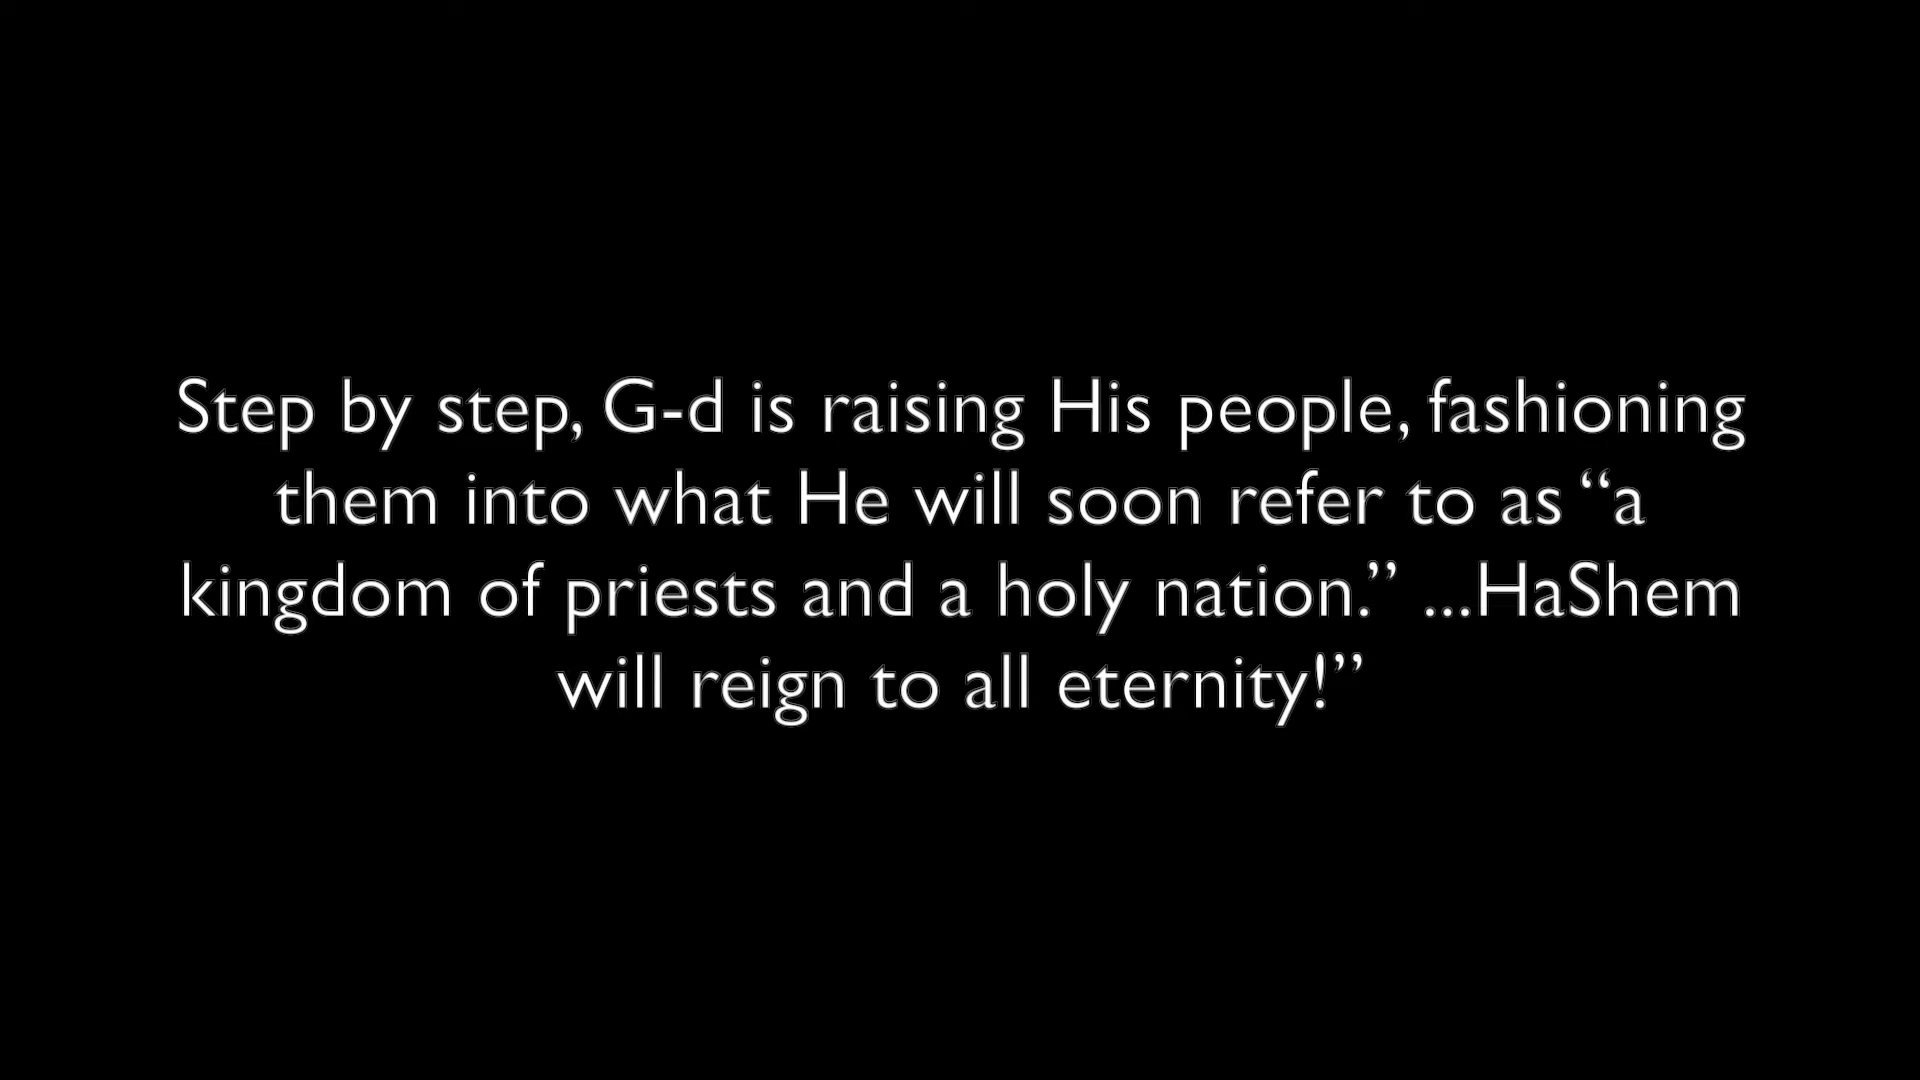 Step by step, G-d is raising His people, fashioning
them into what He will soon refer to as “a
kingdom of priests and a holy nation.” ...HaShem
will reign to all eternity!”